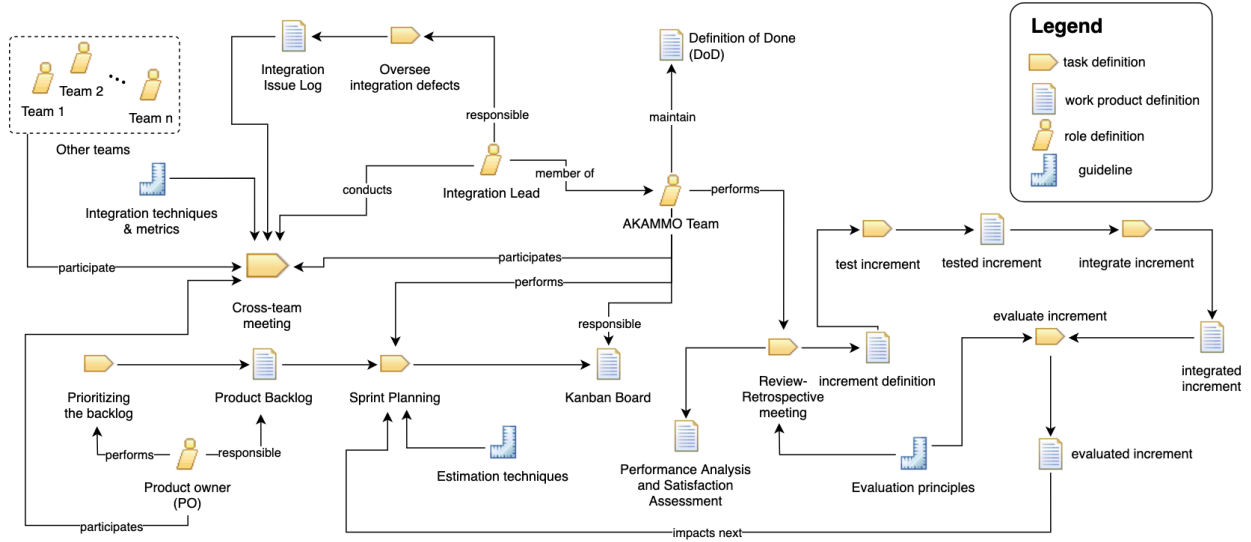 Legend
task definition
work product definition
role definition
guideline
Team 1
Team 2
Team n
Other teams
Integration
Issue Log
Oversee
integration defects
responsible
Definition of Done
(DoD)
maintain
Integration techniques
& metrics
conducts
Integration Lead
member of
AKAMMO Team
performs
participate
participates
performs
responsible
Cross-team
meeting
test increment
tested increment
integrate increment
evaluate increment
integrated
increment
Prioritizing
the backlog
Product Backlog
Sprint Planning
Kanban Board
Review-
Retrospective
meeting
increment definition
performs
responsible
Product owner
(PO)
Estimation techniques
Performance Analysis
and Satisfaction
Assessment
Evaluation principles
evaluated increment
participates
impacts next